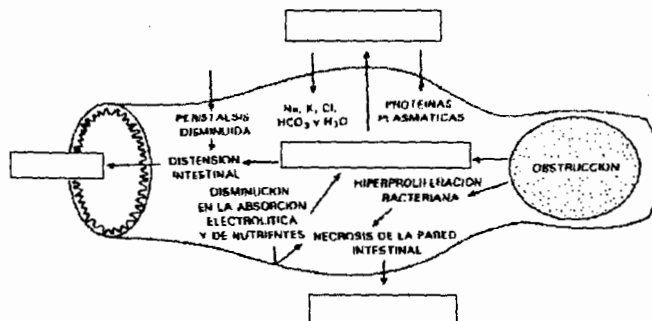 PERISTALSIS
DISMINUIDA
Na, K, Cl,
HCO3 y H2O
PROTEINAS
PLASMATICAS
DISTENSION
INTESTINAL
OBSTRUCCION
HIPERPROLIFERACION
BACTERIANA
DISMINUCION
EN LA ABSORCION
ELECTROLITICA
Y DE NUTRIENTES
NECROSIS DE LA PARED
INTESTINAL